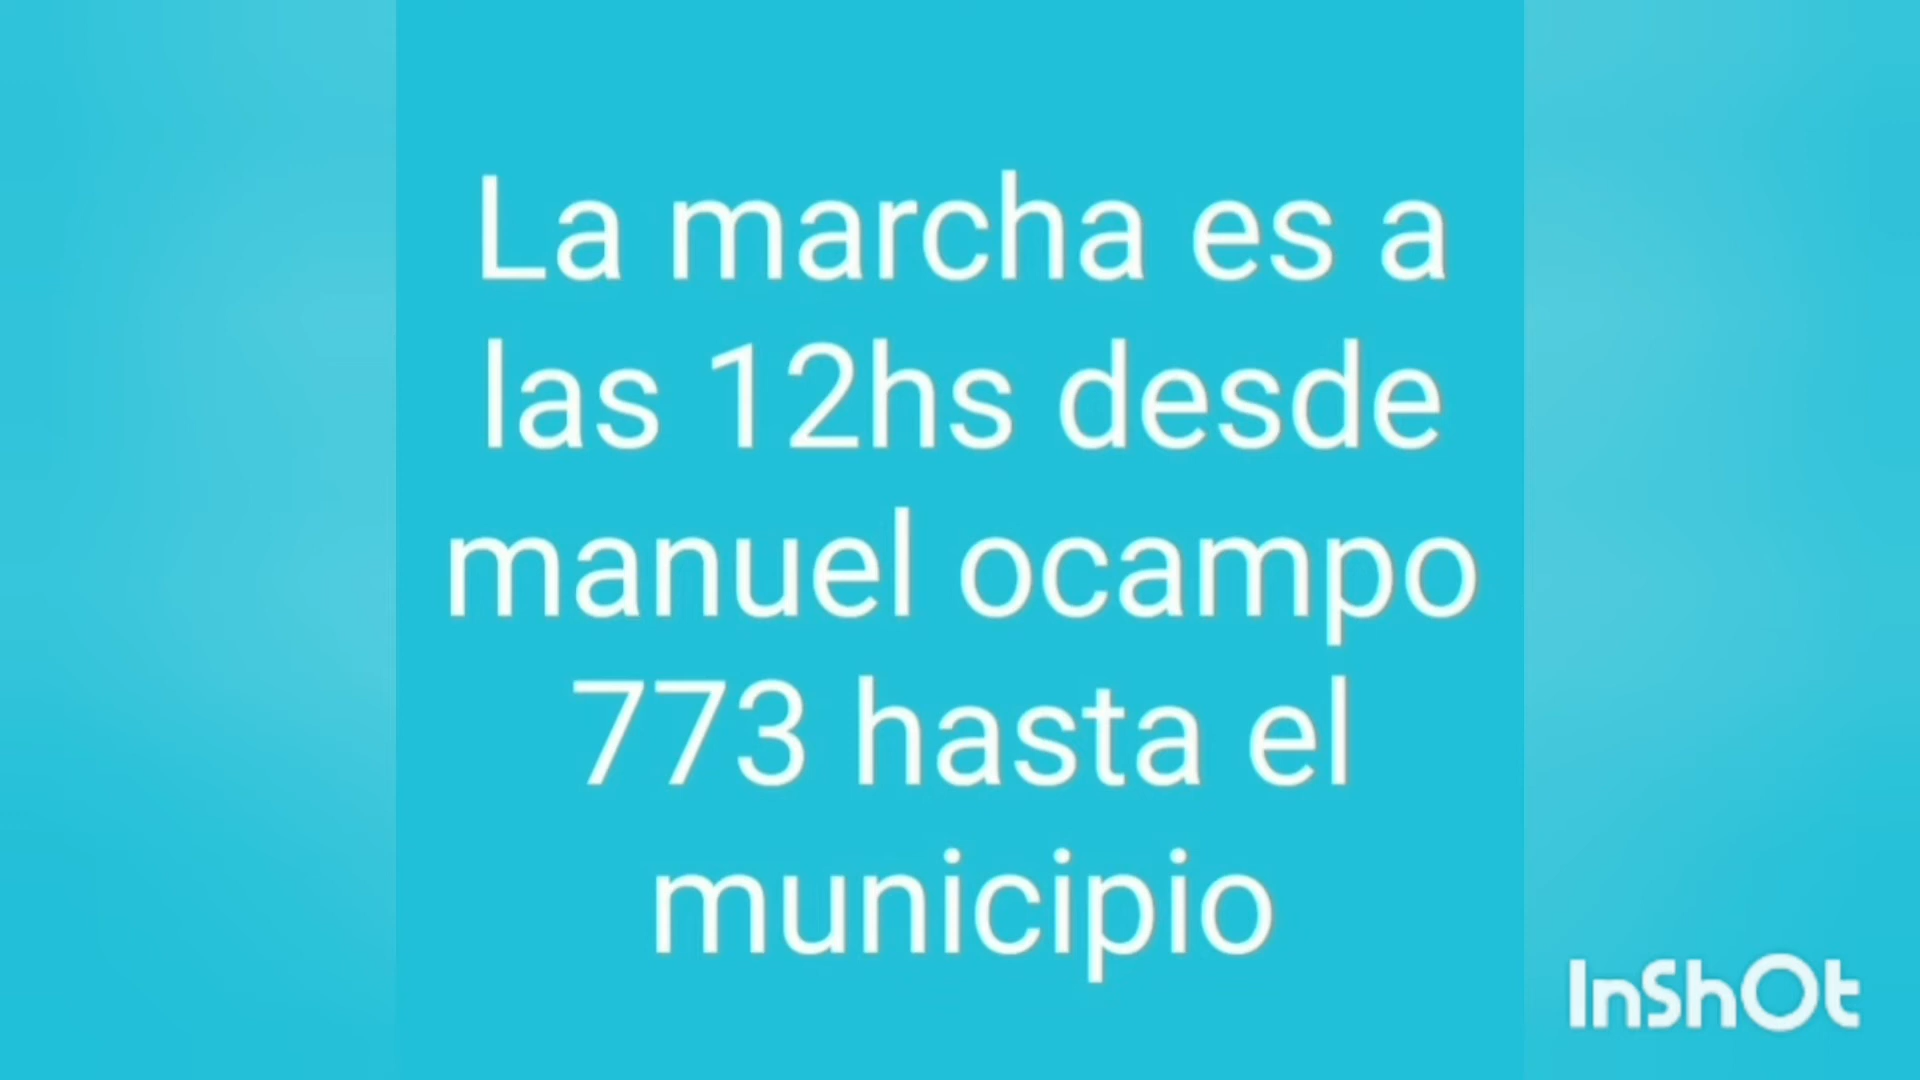 La marcha es a
las 12hs desde
manuel ocampo
773 hasta el
municipio
InShOt